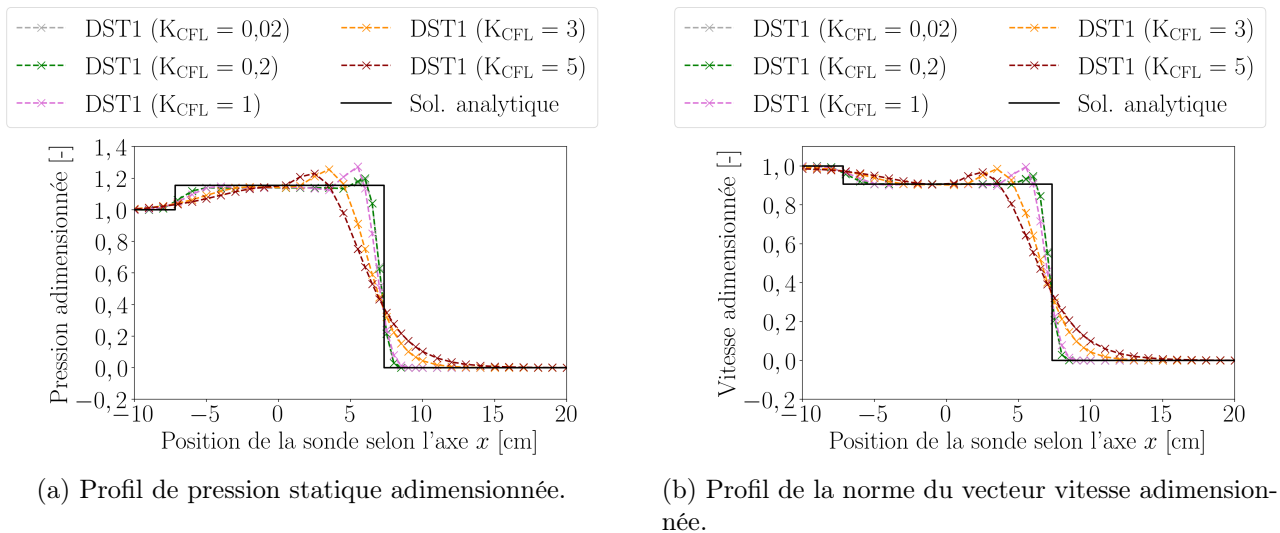 DST1 (K_CFL = 0,02)
DST1 (K_CFL = 0,2)
DST1 (K_CFL = 1)
DST1 (K_CFL = 3)
DST1 (K_CFL = 5)
Sol. analytique
Pression adimensionnée [-]
1,4
1,2
1,0
0,8
0,6
0,4
0,2
0,0
−0,2
−10
−5
0
5
10
15
20
Position de la sonde selon l'axe x [cm]
(a) Profil de pression statique adimensionnée.
DST1 (K_CFL = 0,02)
DST1 (K_CFL = 0,2)
DST1 (K_CFL = 1)
DST1 (K_CFL = 3)
DST1 (K_CFL = 5)
Sol. analytique
Vitesse adimensionnée [-]
1,0
0,8
0,6
0,4
0,2
0,0
−0,2
−10
−5
0
5
10
15
20
Position de la sonde selon l'axe x [cm]
(b) Profil de la norme du vecteur vitesse adimension-
née.